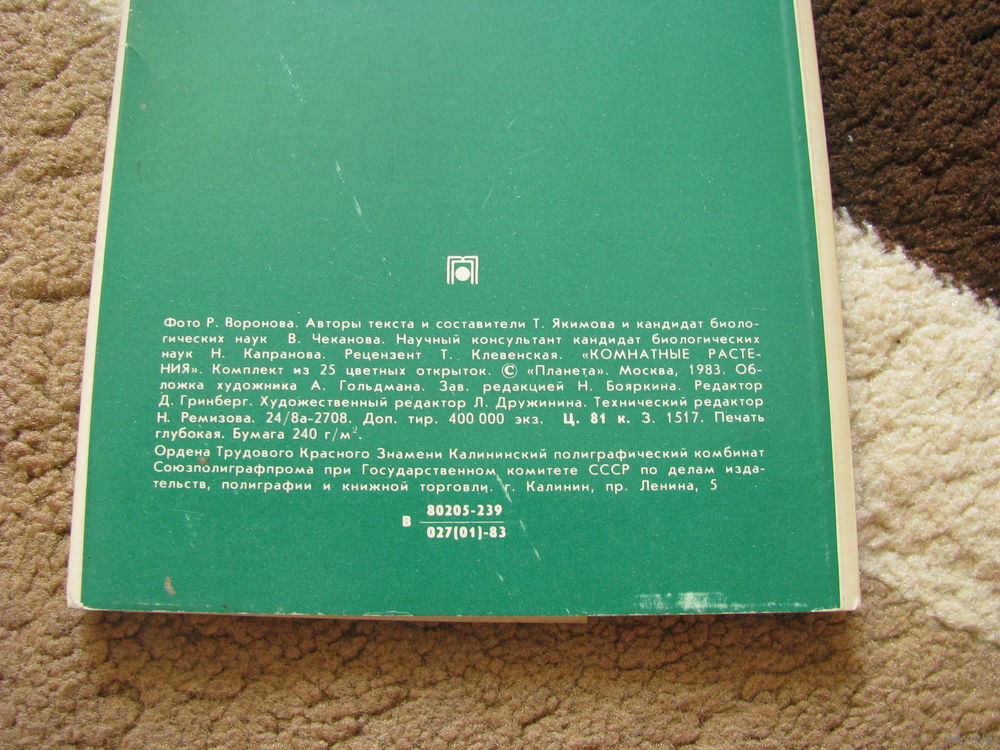 Фото Р. Воронова. Авторы текста и составители Т. Якимова и кандидат биоло-
гических наук В. Чеканова. Научный консультант кандидат биологических
наук Н. Капранова. Рецензент Т. Клевенская. «КОМНАТНЫЕ РАСТЕ-
НИЯ». Комплект из 25 цветных открыток. © «Планета». Москва, 1983. Об-
ложка художника А. Гольдмана. Зав. редакцией Н. Бояркина. Редактор
Д. Гринберг. Художественный редактор Л. Дружинина. Технический редактор
Н. Ремизова. 24/8а-2708. Доп. тир. 400 000 экз. Ц. 81 к. З. 1517. Печать
глубокая. Бумага 240 г/м².
Ордена Трудового Красного Знамени Калининский полиграфический комбинат
Союзполиграфпрома при Государственном комитете СССР по делам изда-
тельств, полиграфии и книжной торговли. г. Калинин, пр. Ленина, 5
80205-239
В
027(01)-83